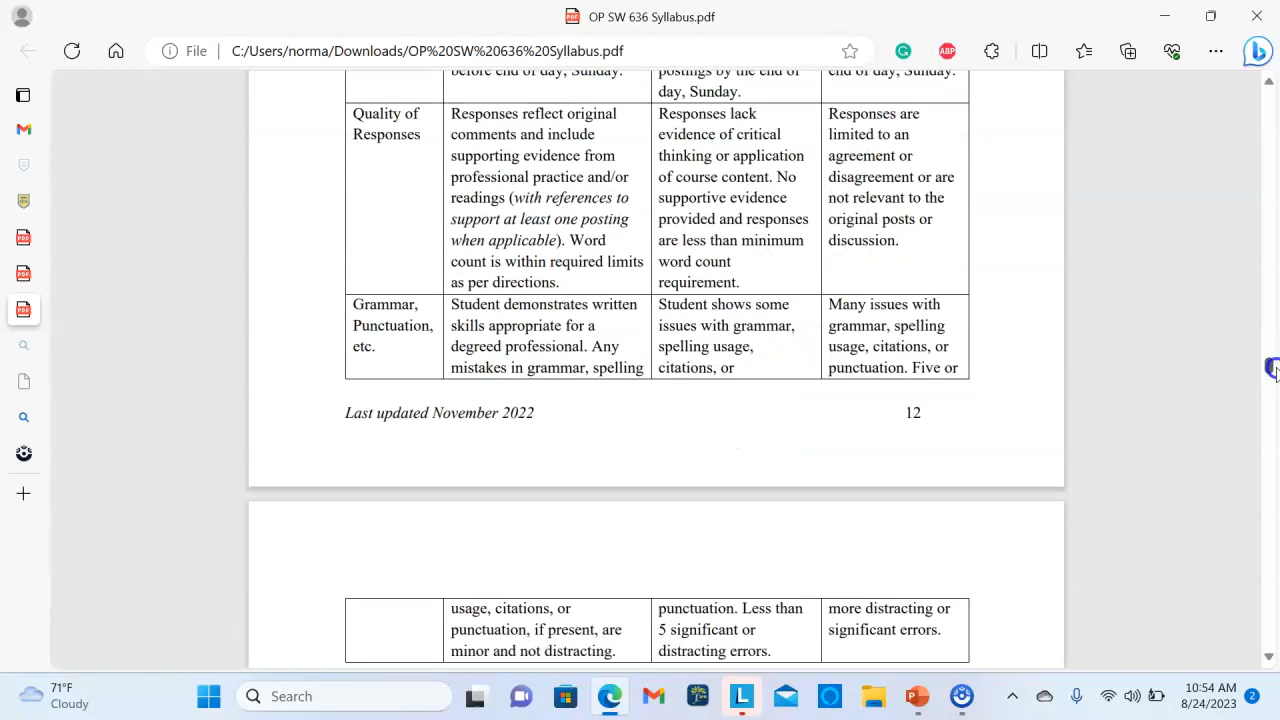 OP SW 636 Syllabus.pdf
File
C:/Users/norma/Downloads/OP%20SW%20636%20Syllabus.pdf
ABP
before end of day, Sunday.
postings by the end of
day, Sunday.
end of day, Sunday.
Quality of
Responses
Responses reflect original
comments and include
supporting evidence from
professional practice and/or
readings (with references to
support at least one posting
when applicable). Word
count is within required limits
as per directions.
Responses lack
evidence of critical
thinking or application
of course content. No
supportive evidence
provided and responses
are less than minimum
word count
requirement.
Responses are
limited to an
agreement or
disagreement or are
not relevant to the
original posts or
discussion.
Grammar,
Punctuation,
etc.
Student demonstrates written
skills appropriate for a
degreed professional. Any
mistakes in grammar, spelling
Student shows some
issues with grammar,
spelling usage,
citations, or
Many issues with
grammar, spelling
usage, citations, or
punctuation. Five or
Last updated November 2022
12
usage, citations, or
punctuation, if present, are
minor and not distracting.
punctuation. Less than
5 significant or
distracting errors.
more distracting or
significant errors.
71°F
Cloudy
Search
L
10:54 AM
8/24/2023
2